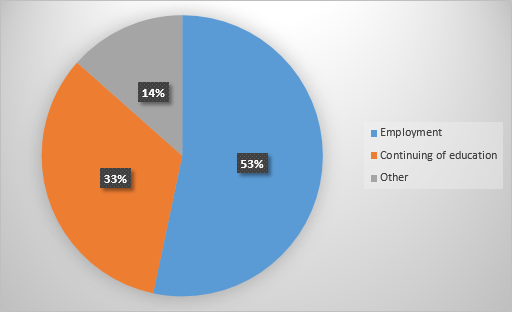 14%
53%
33%
Employment
Continuing of education
Other